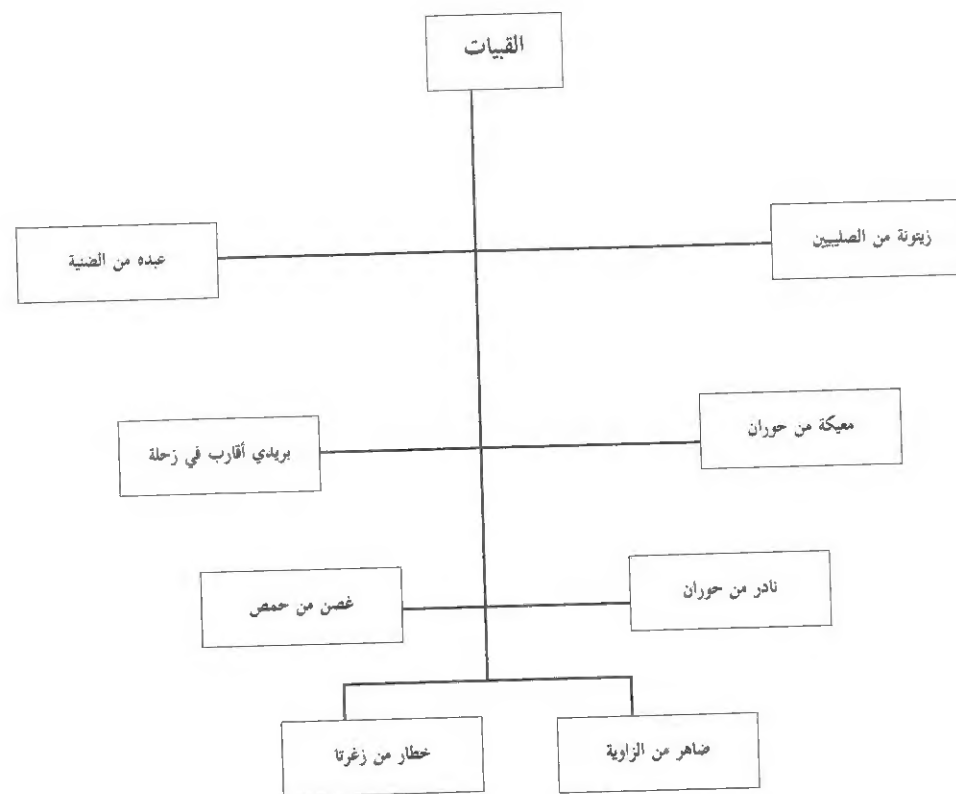 القبيات
زيتونة من الصليبيين
عبده من الضنية
معيكة من حوران
بريدي أقارب في زحلة
نادر من حوران
غصن من حمص
ضاهر من الزاوية
خطار من زغرتا